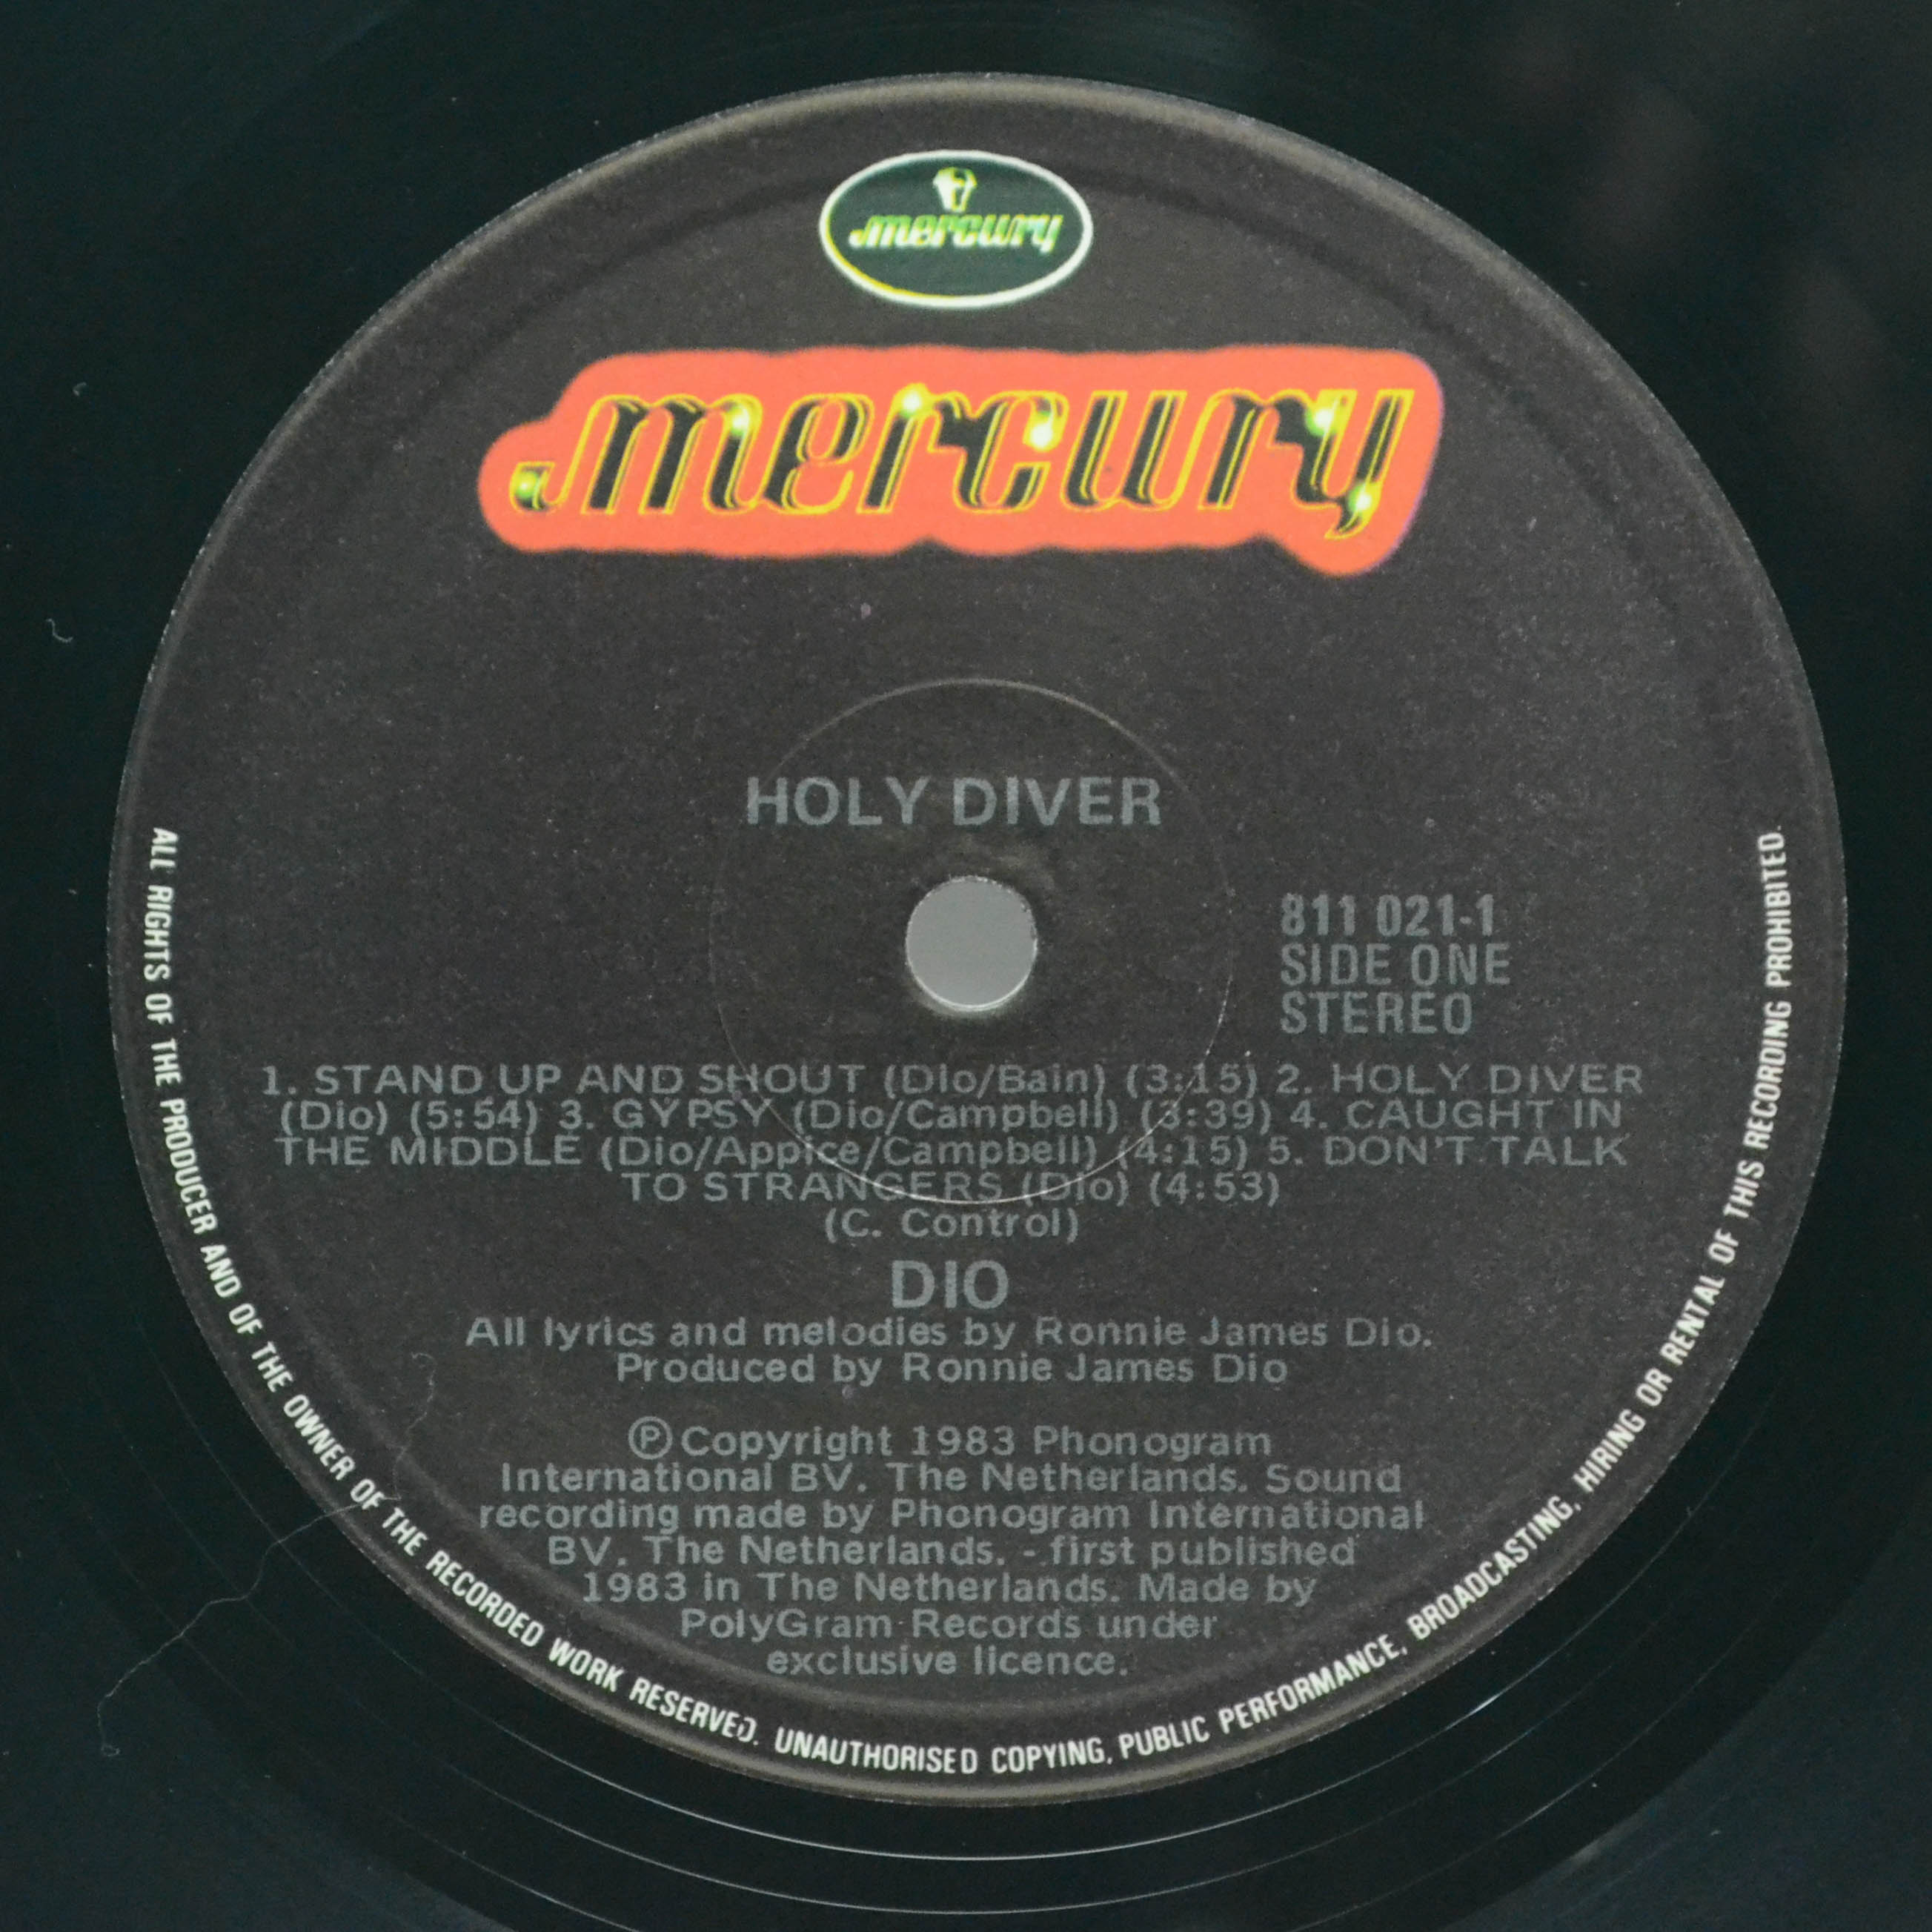 mercury
mercury
HOLY DIVER
811 021-1
SIDE ONE
STEREO
1. STAND UP AND SHOUT (Dio/Bain) (3:15) 2. HOLY DIVER
(Dio) (5:54) 3. GYPSY (Dio/Campbell) (3:39) 4. CAUGHT IN
THE MIDDLE (Dio/Appice/Campbell) (4:15) 5. DON'T TALK
TO STRANGERS (Dio) (4:53)
(C. Control)
DIO
All lyrics and melodies by Ronnie James Dio.
Produced by Ronnie James Dio
Ⓟ Copyright 1983 Phonogram
International BV. The Netherlands. Sound
recording made by Phonogram International
BV. The Netherlands. - first published
1983 in The Netherlands. Made by
PolyGram Records under
exclusive licence.
ALL RIGHTS OF THE PRODUCER AND OF THE OWNER OF THE RECORDED WORK RESERVED. UNAUTHORISED COPYING, PUBLIC PERFORMANCE, BROADCASTING, HIRING OR RENTAL OF THIS RECORDING PROHIBITED.